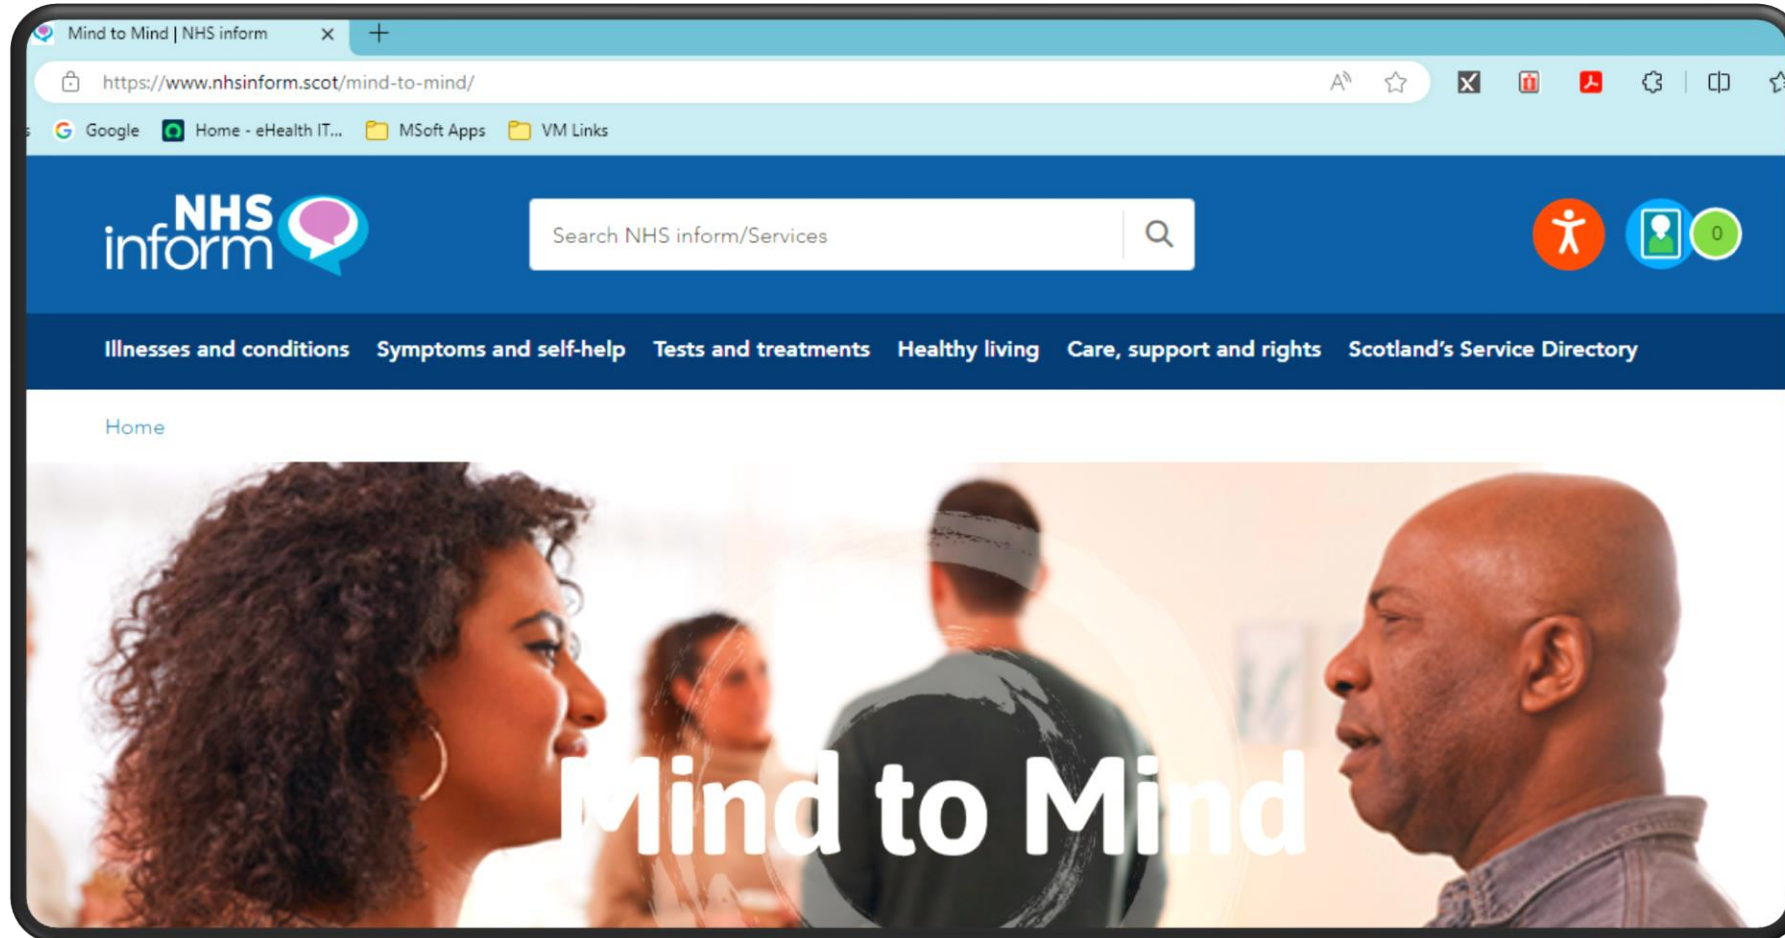 Mind to Mind | NHS inform
https://www.nhsinform.scot/mind-to-mind/
Google Home - eHealth IT... MSoft Apps VM Links
NHS
inform
Search NHS inform/Services
0
Illnesses and conditions Symptoms and self-help Tests and treatments Healthy living Care, support and rights Scotland's Service Directory
Home
Mind to Mind